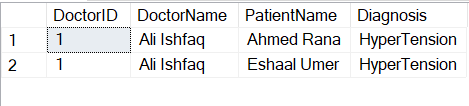 DoctorID DoctorName PatientName Diagnosis
1 1 Ali Ishfaq Ahmed Rana HyperTension
2 1 Ali Ishfaq Eshaal Umer HyperTension